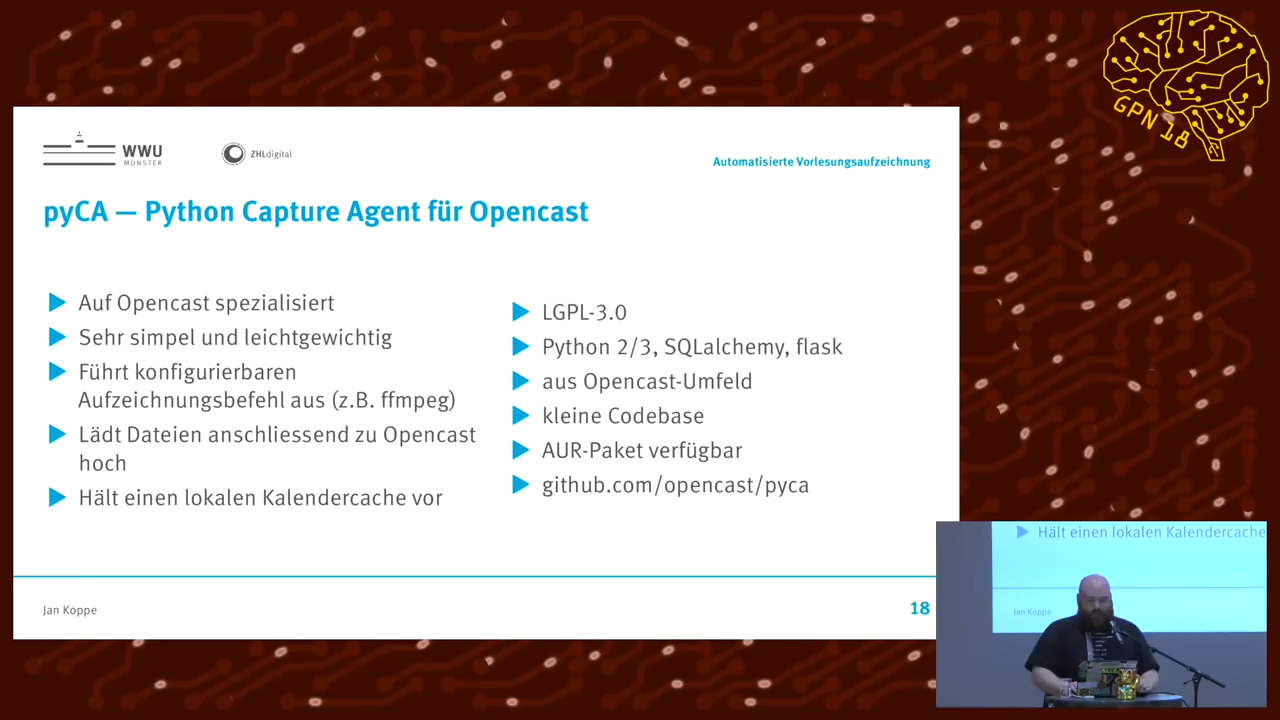 GPN 18
WWU
MÜNSTER
ZHLdigital
Automatisierte Vorlesungsaufzeichnung
pyCA — Python Capture Agent für Opencast
Auf Opencast spezialisiert
Sehr simpel und leichtgewichtig
Führt konfigurierbaren
Aufzeichnungsbefehl aus (z.B. ffmpeg)
Lädt Dateien anschliessend zu Opencast
hoch
Hält einen lokalen Kalendercache vor
LGPL-3.0
Python 2/3, SQLalchemy, flask
aus Opencast-Umfeld
kleine Codebase
AUR-Paket verfügbar
github.com/opencast/pyca
Jan Koppe
18
Hält einen lokalen Kalendercache
Jan Koppe